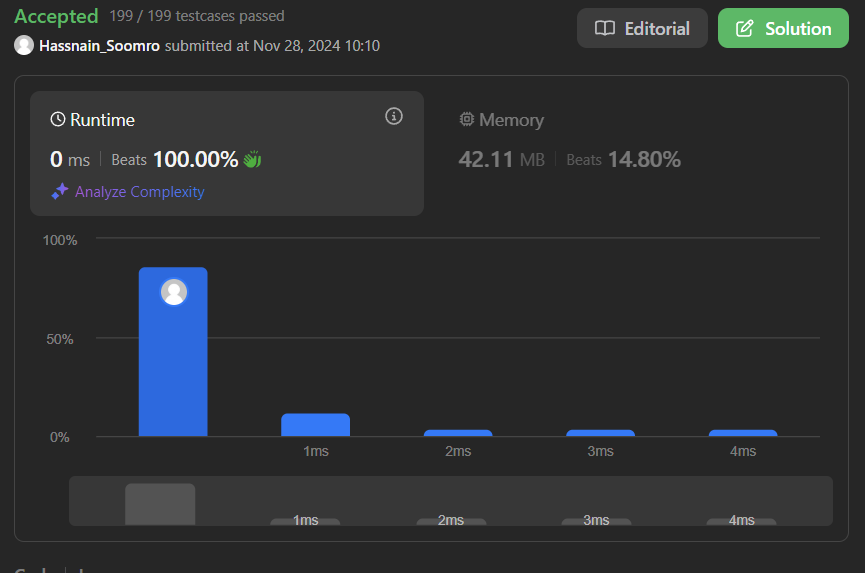 Accepted 199 / 199 testcases passed
Editorial
Solution
Hassnain_Soomro submitted at Nov 28, 2024 10:10
Runtime
0 ms Beats 100.00%
Analyze Complexity
Memory
42.11 MB Beats 14.80%
100%
50%
0%
1ms 2ms 3ms 4ms
1ms 2ms 3ms 4ms